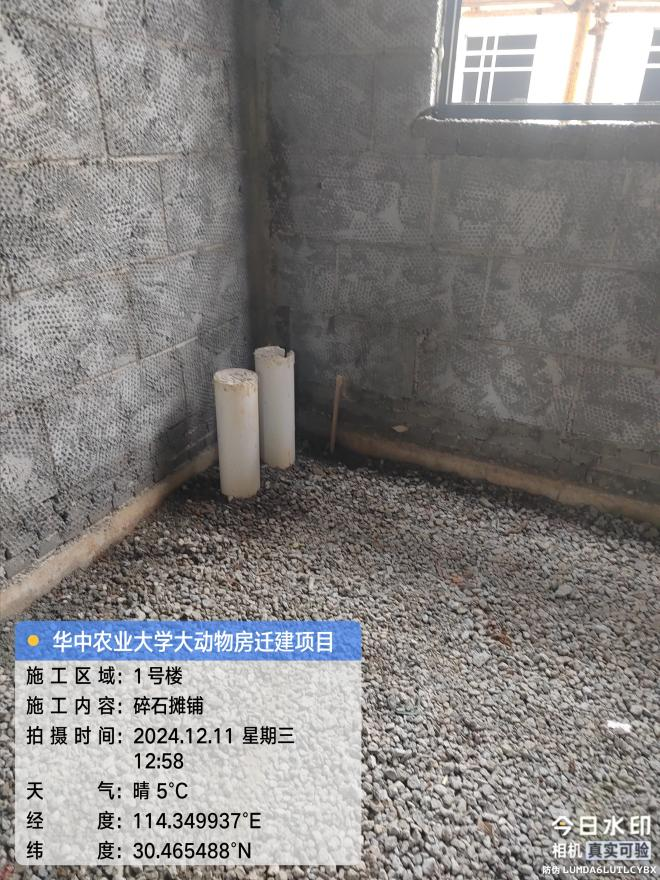 华中农业大学大动物房迁建项目
施工区域：1号楼
施工内容：碎石摊铺
拍摄时间：2024.12.11 星期三
12:58
天气：晴 5°C
经度：114.349937°E
纬度：30.465488°N
今日水印
相机 真实可验
防伪 LUMDA6LUTLCYBX